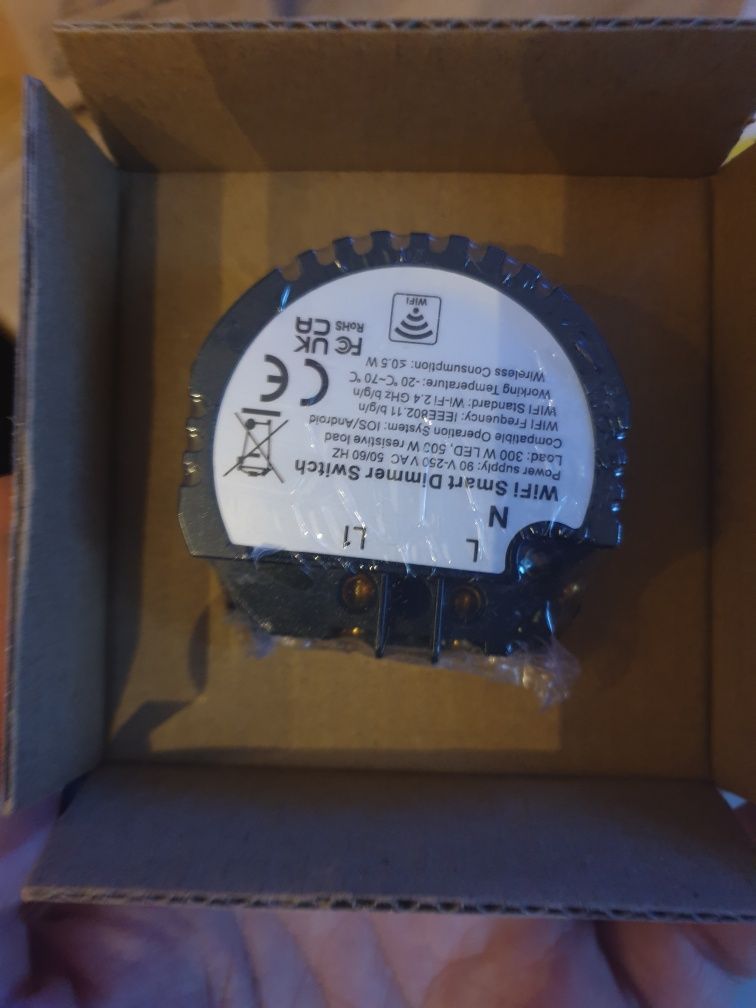 L L1
N
WiFi Smart Dimmer Switch
Power supply: 90 V-250 V AC 50/60 HZ
Load: 300 W LED, 500 W resistive load
Compatible Operation System: IOS/Android
WIFI Frequency: IEEE802.11 b/g/n
WIFI Standard: Wi-Fi 2.4 GHz b/g/n
Working Temperature: -20 °C~70 °C
Wireless Consumption: ≤0.5 W
CE
FC UK
CA
RoHS
WiFi